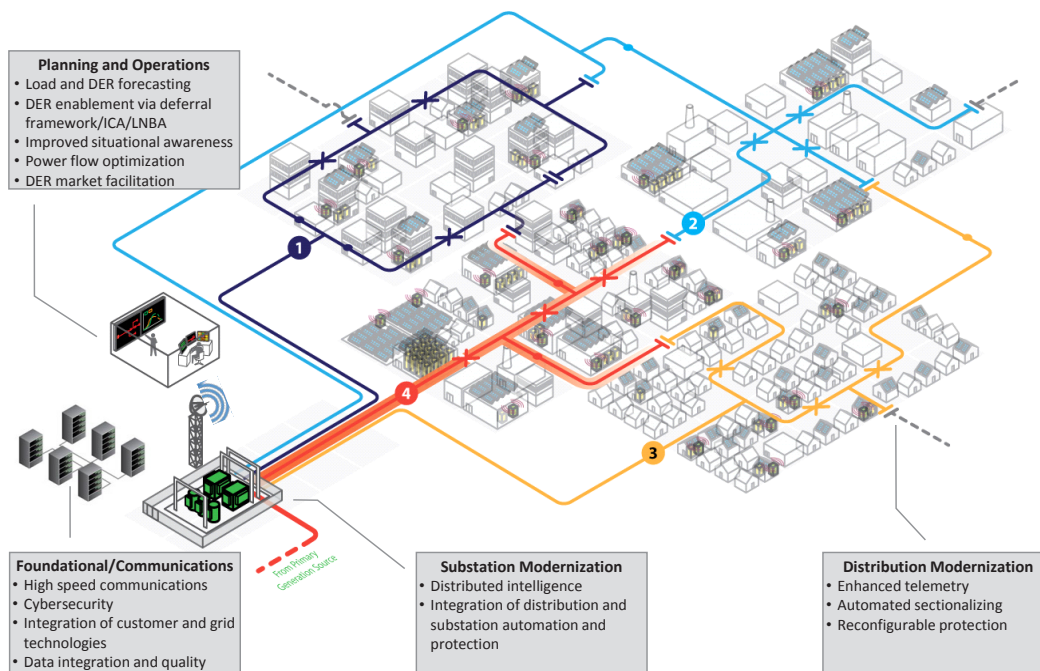 Planning and Operations
• Load and DER forecasting
• DER enablement via deferral
framework/ICA/LNBA
• Improved situational awareness
• Power flow optimization
• DER market facilitation
1
2
3
4
From Primary
Generation Source
Foundational/Communications
• High speed communications
• Cybersecurity
• Integration of customer and grid
technologies
• Data integration and quality
Substation Modernization
• Distributed intelligence
• Integration of distribution and
substation automation and
protection
Distribution Modernization
• Enhanced telemetry
• Automated sectionalizing
• Reconfigurable protection